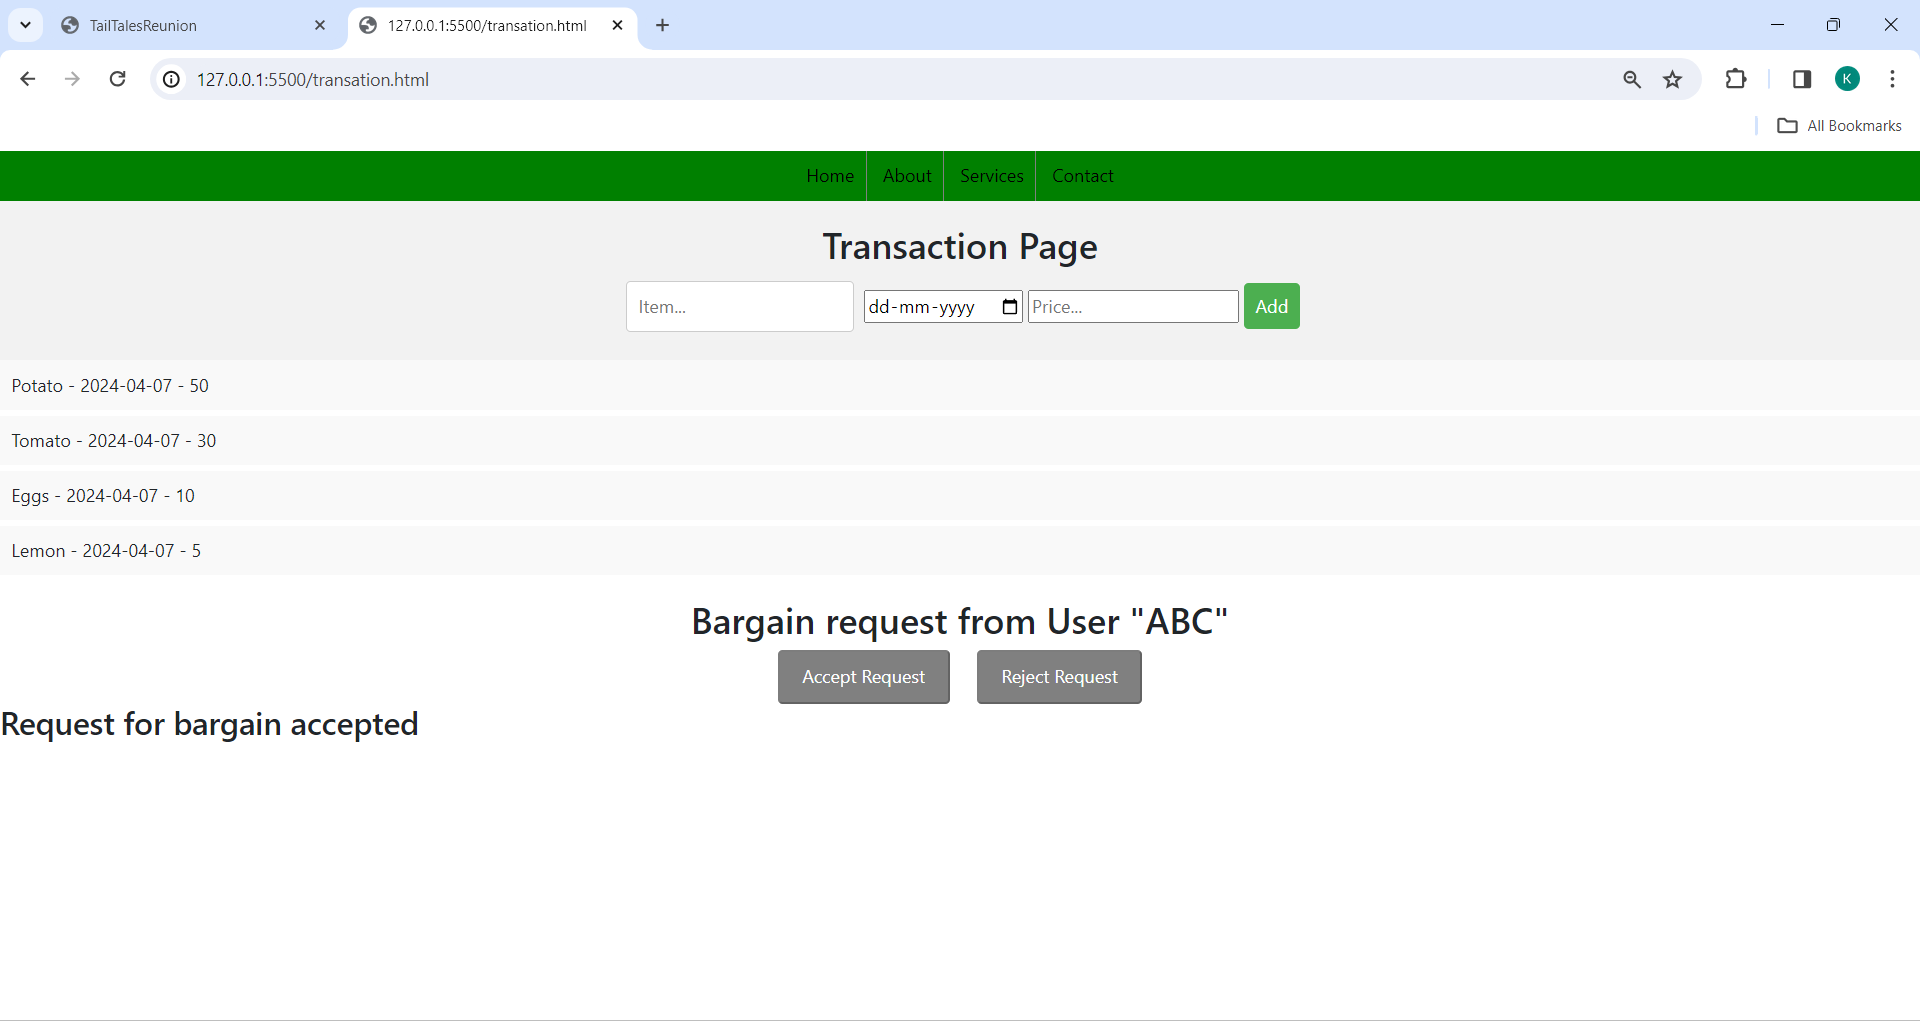 TailTalesReunion
127.0.0.1:5500/transation.html
127.0.0.1:5500/transation.html
K
All Bookmarks
Home About Services Contact
Transaction Page
Item... dd-mm-yyyy Price... Add
Potato - 2024-04-07 - 50
Tomato - 2024-04-07 - 30
Eggs - 2024-04-07 - 10
Lemon - 2024-04-07 - 5
Bargain request from User "ABC"
Accept Request Reject Request
Request for bargain accepted